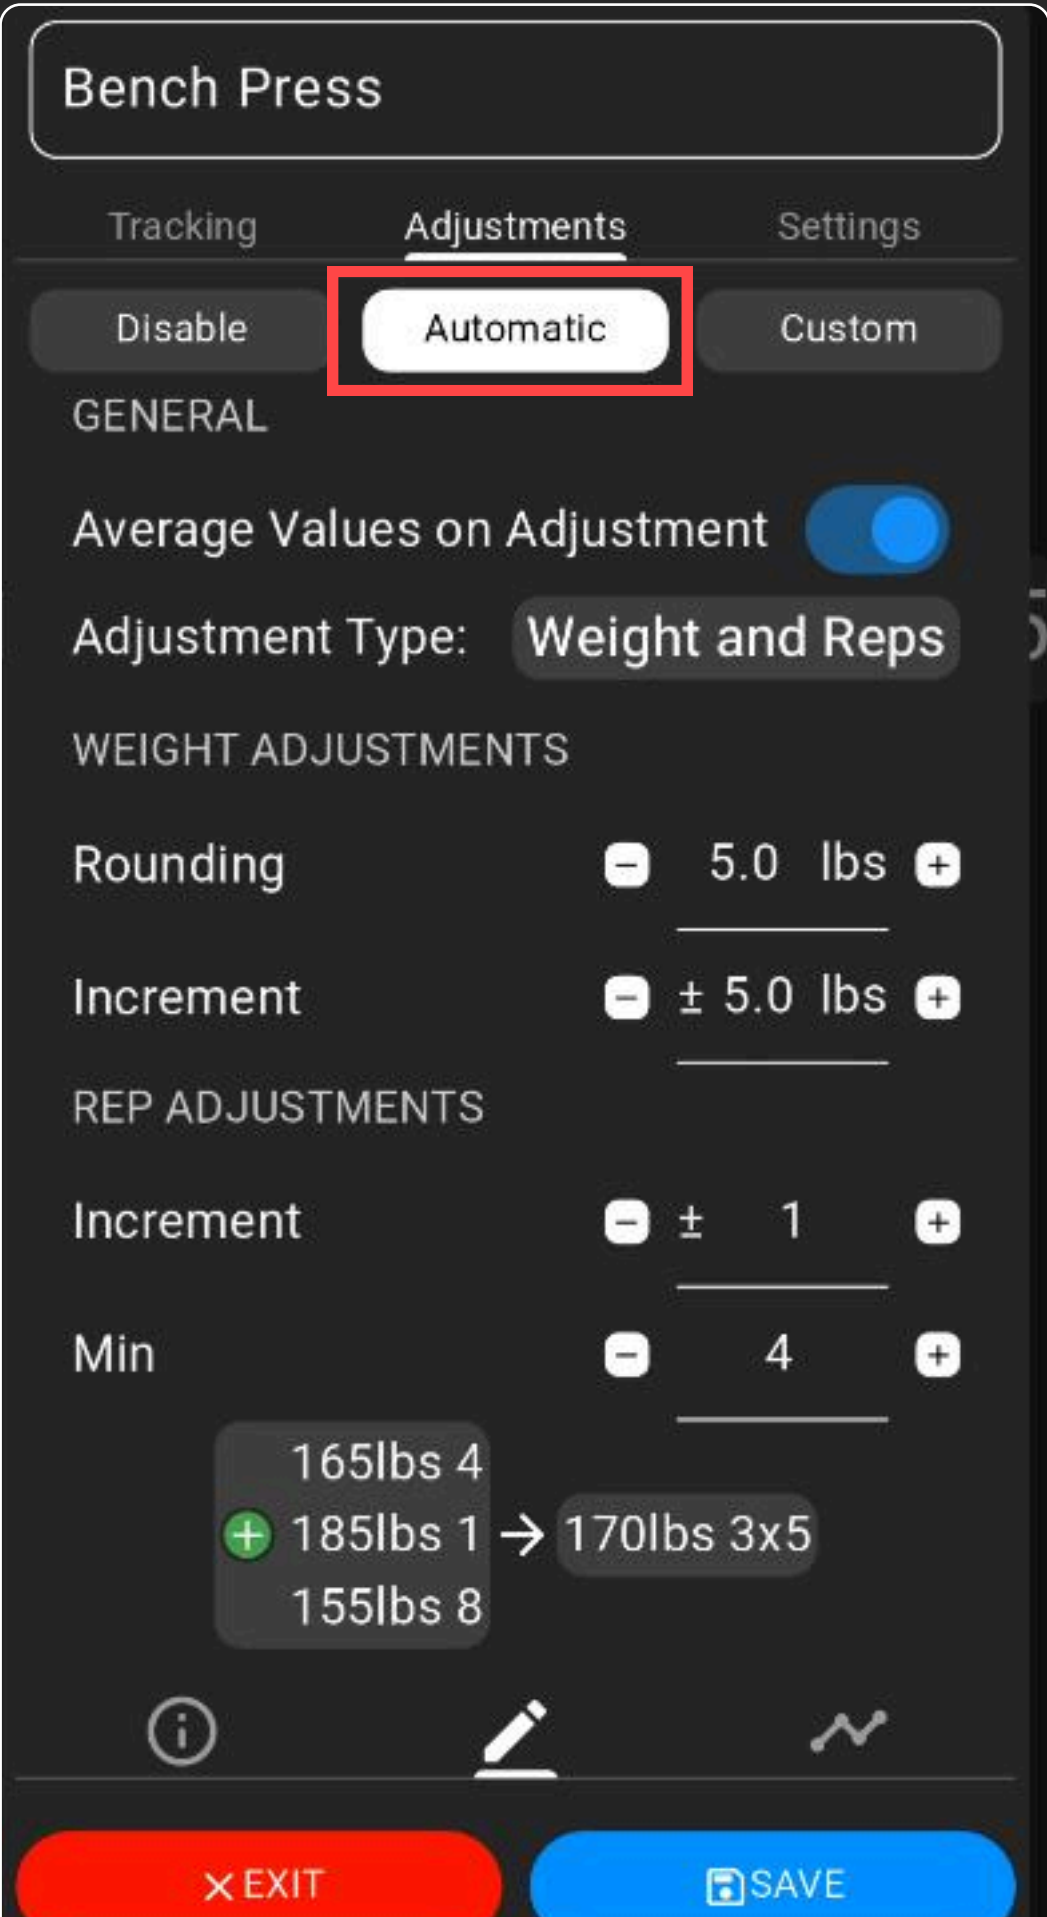 Bench Press
Tracking Adjustments Settings
Disable Automatic Custom
GENERAL
Average Values on Adjustment
Adjustment Type: Weight and Reps
WEIGHT ADJUSTMENTS
Rounding − 5.0 lbs +
Increment − ± 5.0 lbs +
REP ADJUSTMENTS
Increment − ± 1 +
Min − 4 +
165lbs 4
+ 185lbs 1 → 170lbs 3x5
155lbs 8
EXIT SAVE